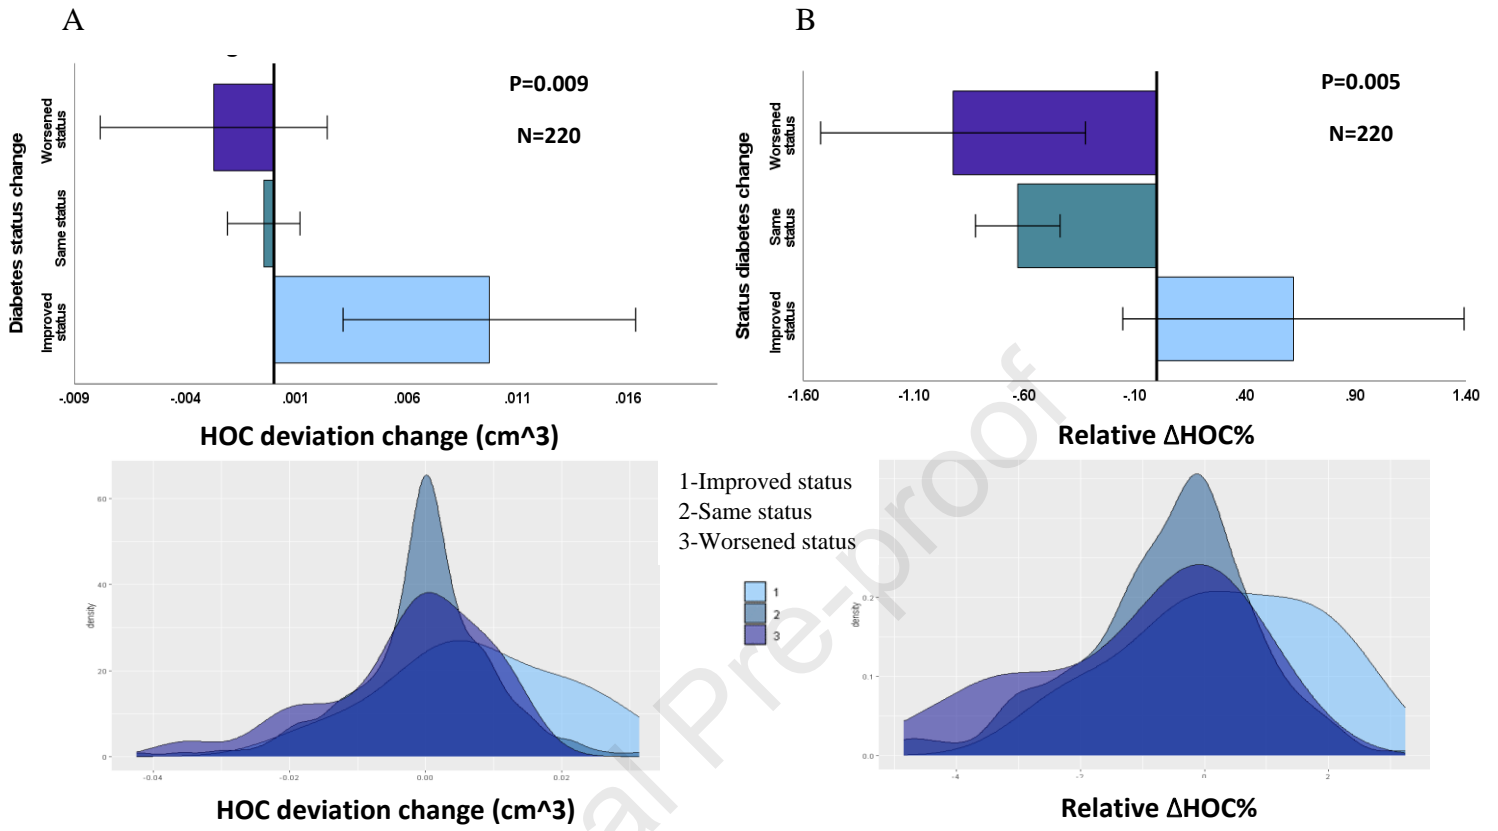 A
B
P=0.009
N=220
Diabetes status change
Worsened
status
Same status
Improved
status
-.009 -.004 .001 .006 .011 .016
HOC deviation change (cm^3)
P=0.005
N=220
Status diabetes change
Worsened
status
Same
status
Improved
status
-1.60 -1.10 -.60 -.10 .40 .90 1.40
Relative ΔHOC%
1-Improved status
2-Same status
3-Worsened status
1
2
3
density
60
40
20
0
-0.04 -0.02 0.00 0.02
HOC deviation change (cm^3)
density
0.2
0.1
0.0
-4 -2 0 2
Relative ΔHOC%
al Pre-proof